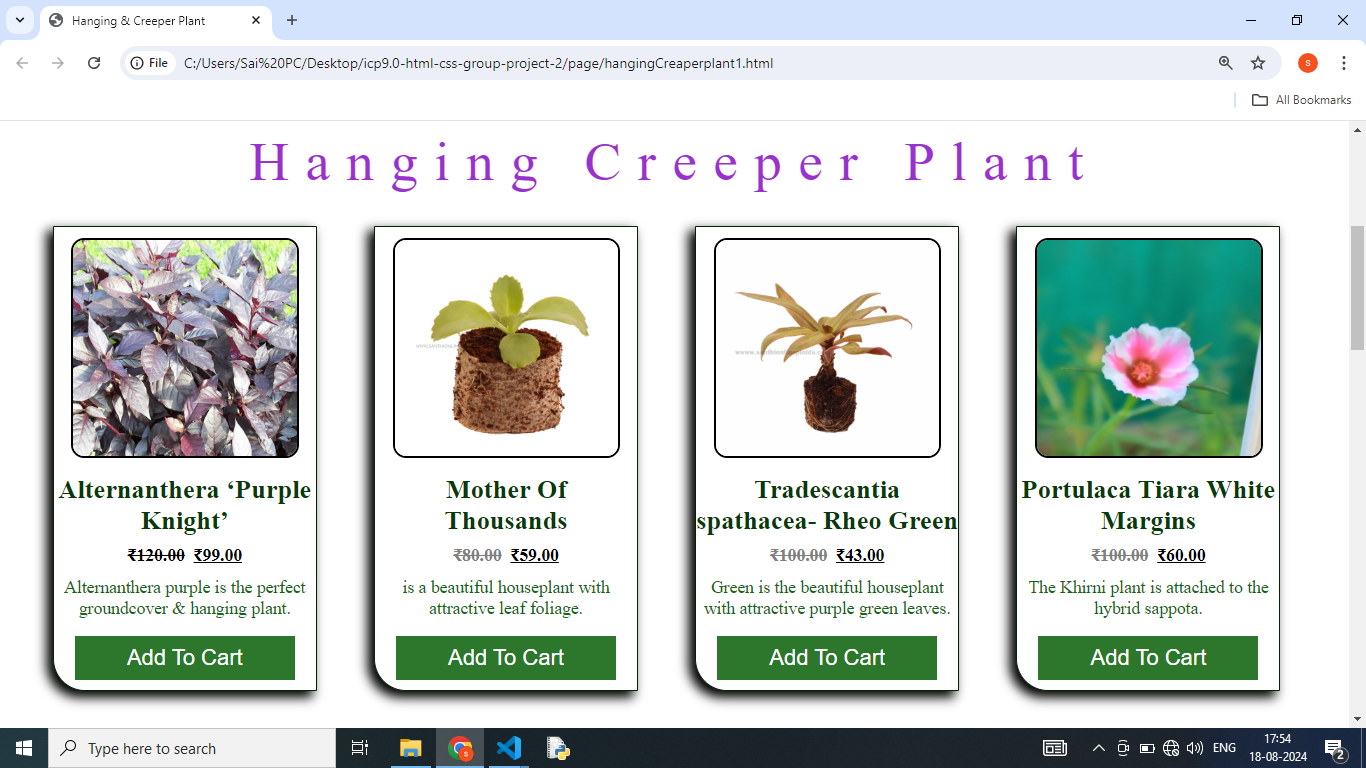 Hanging & Creeper Plant
File
C:/Users/Sai%20PC/Desktop/icp9.0-html-css-group-project-2/page/hangingCreaperplant1.html
S
All Bookmarks
Hanging Creeper Plant
Alternanthera ‘Purple
Knight’
₹120.00 ₹99.00
Alternanthera purple is the perfect
groundcover & hanging plant.
Add To Cart
Mother Of
Thousands
₹80.00 ₹59.00
is a beautiful houseplant with
attractive leaf foliage.
Add To Cart
Tradescantia
spathacea- Rheo Green
₹100.00 ₹43.00
Green is the beautiful houseplant
with attractive purple green leaves.
Add To Cart
Portulaca Tiara White
Margins
₹100.00 ₹60.00
The Khirni plant is attached to the
hybrid sappota.
Add To Cart
Type here to search
S
ENG
17:54
18-08-2024
2